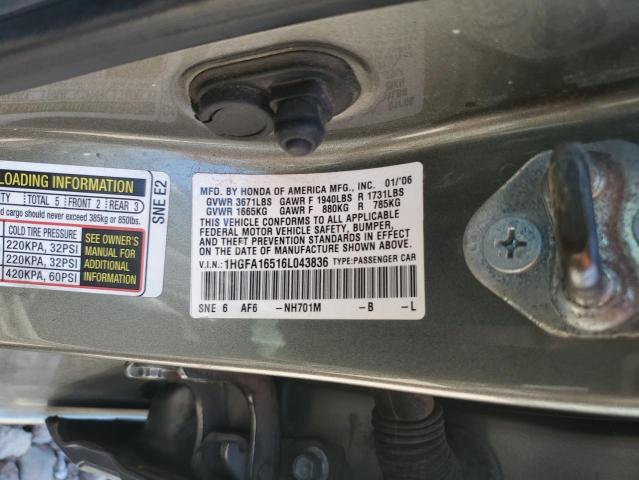 LOADING INFORMATION
TY TOTAL 5 FRONT 2 REAR 3
d cargo should never exceed 385kg or 850lbs.
COLD TIRE PRESSURE
220KPA, 32PSI
220KPA, 32PSI
420KPA, 60PSI
SEE OWNER'S
MANUAL FOR
ADDITIONAL
INFORMATION
SNE E2
MFD. BY HONDA OF AMERICA MFG., INC. 01/'06
GVWR 3671LBS GAWR F 1940LBS R 1731LBS
GVWR 1665KG GAWR F 880KG R 785KG
THIS VEHICLE CONFORMS TO ALL APPLICABLE
FEDERAL MOTOR VEHICLE SAFETY, BUMPER,
AND THEFT PREVENTION STANDARDS IN EFFECT
ON THE DATE OF MANUFACTURE SHOWN ABOVE.
V.I.N.: 1HGFA16516L043836 TYPE:PASSENGER CAR
SNE 6 AF6 -NH701M -B -L